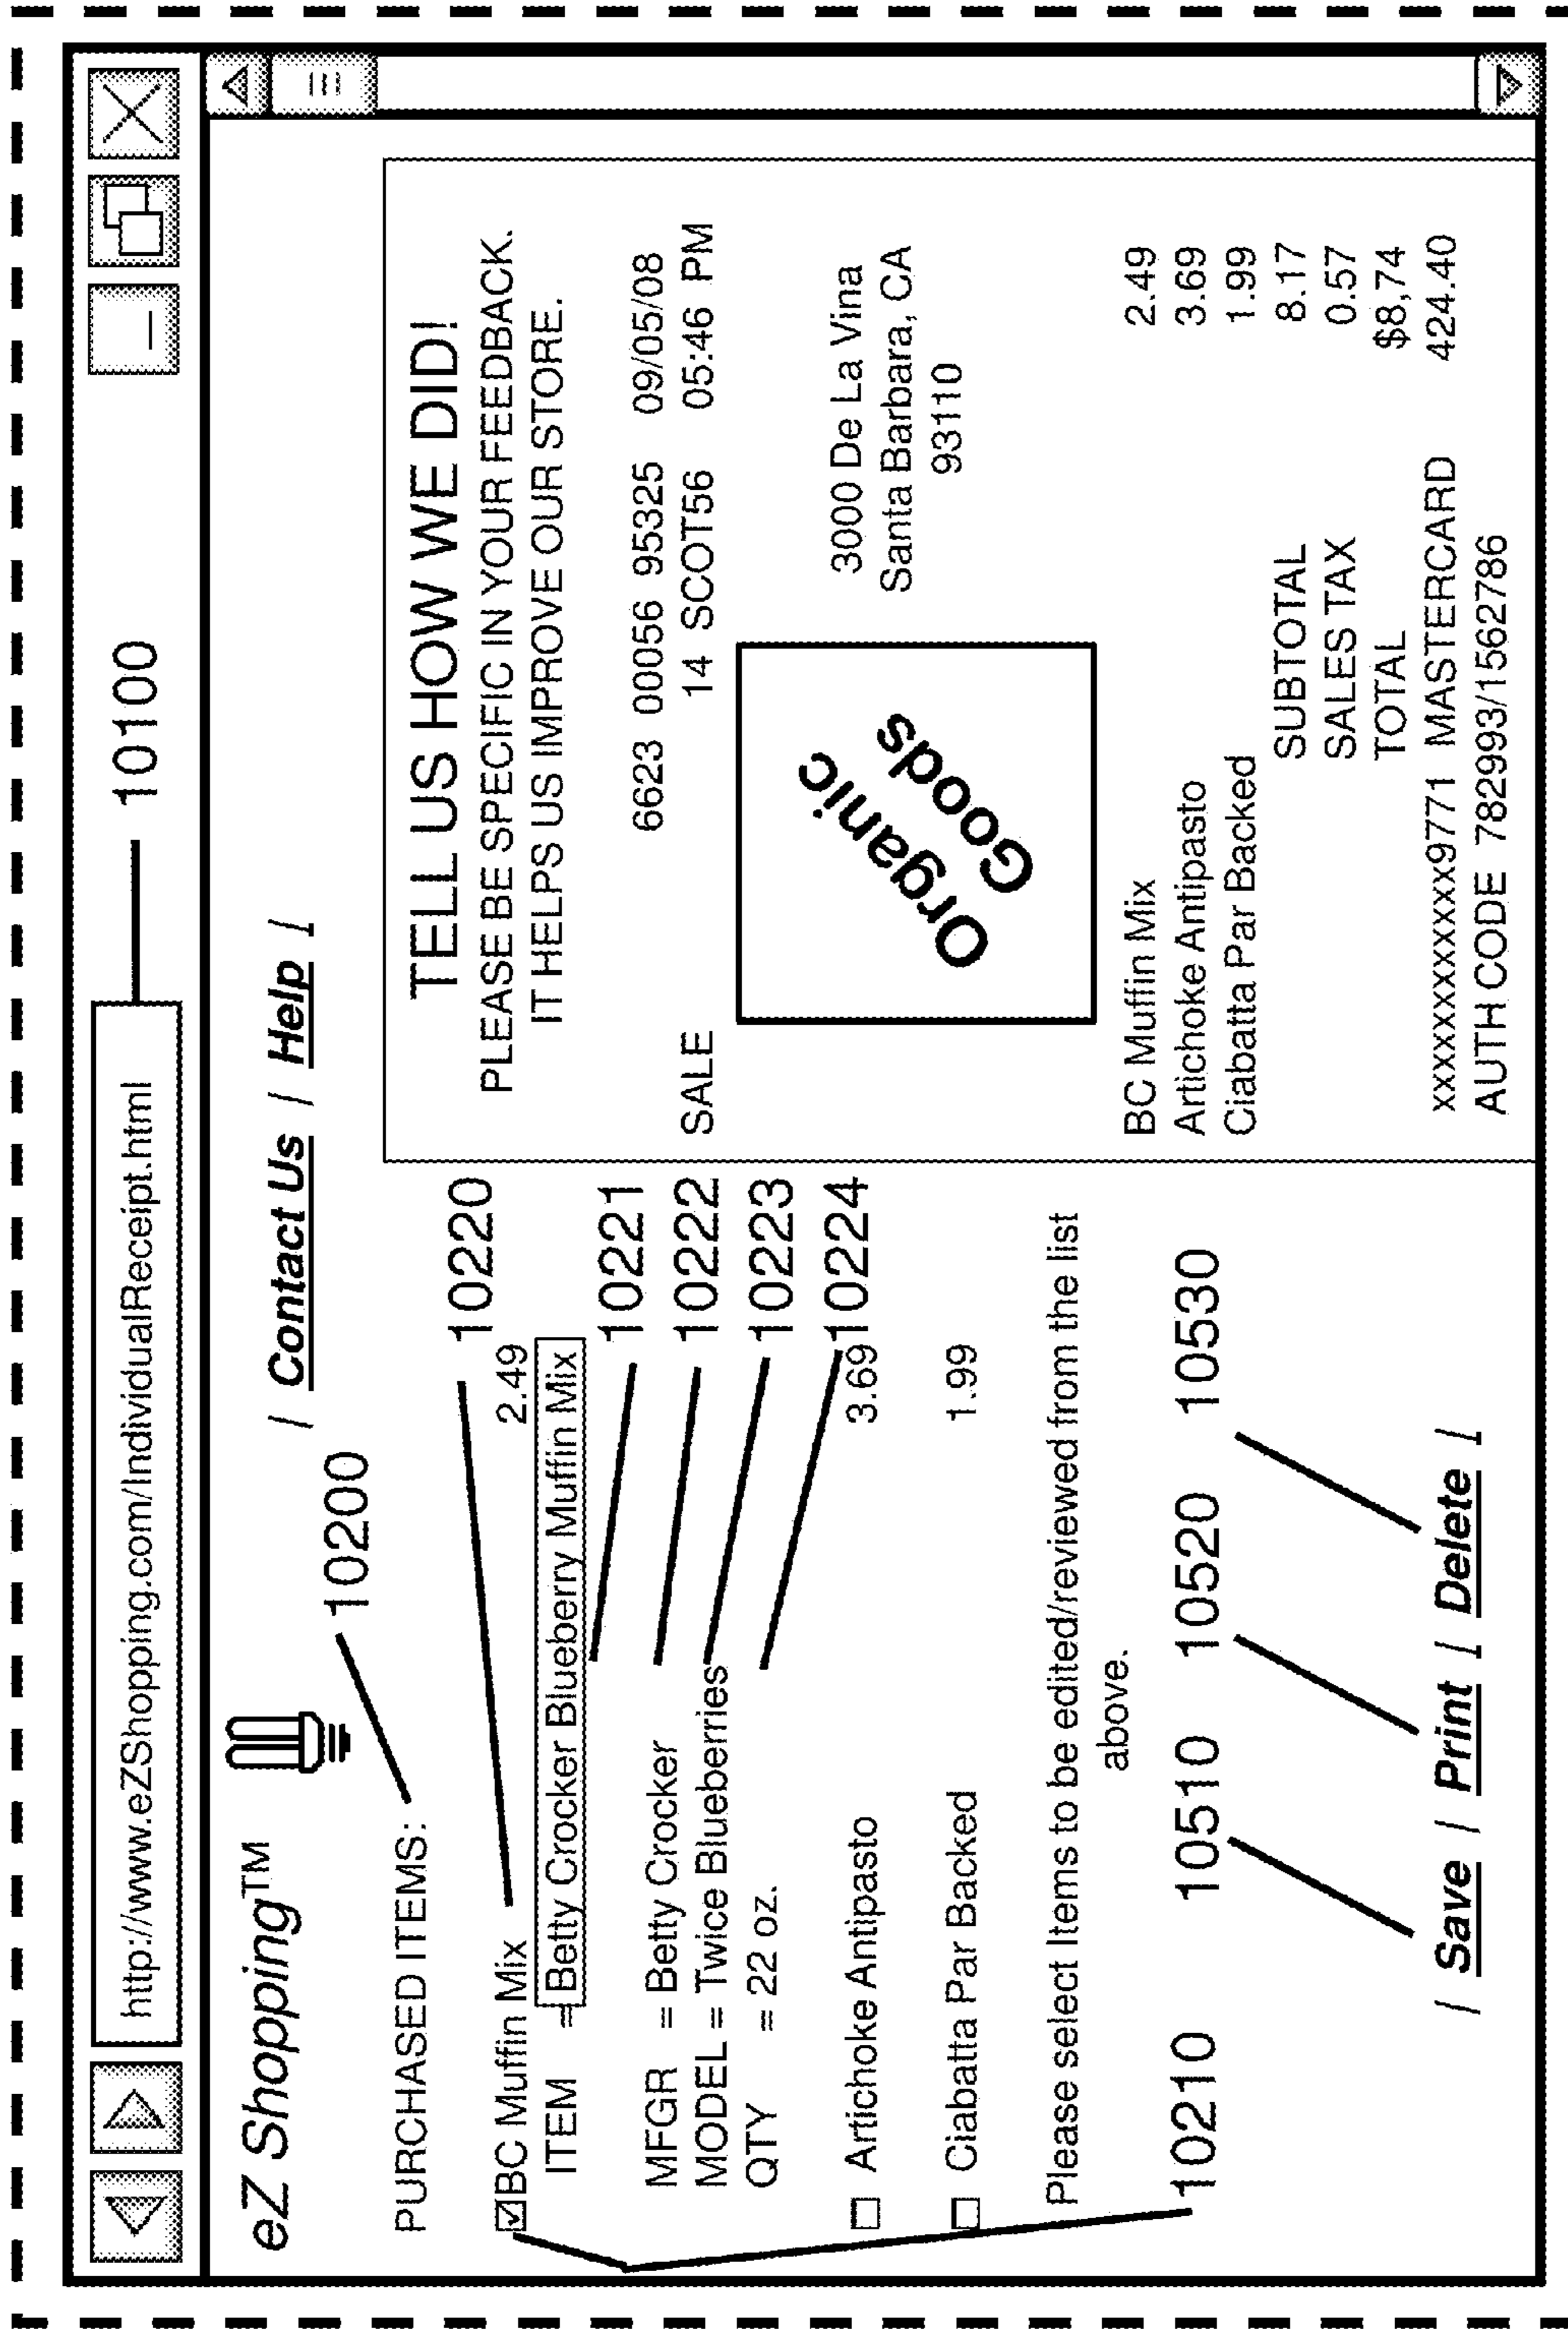 http://www.eZShopping.com/IndividualReceipt.html
10100
eZ Shopping™
/ Contact Us / Help /
10200
PURCHASED ITEMS:
10220
BC Muffin Mix 2.49
ITEM = Betty Crocker Blueberry Muffin Mix
10221
MFGR = Betty Crocker
10222
MODEL = Twice Blueberries
10223
QTY = 22 oz.
10224
Artichoke Antipasto 3.69
Ciabatta Par Backed 1.99
Please select Items to be edited/reviewed from the list
above.
10210 10510 10520 10530
/ Save / Print / Delete /
TELL US HOW WE DID!
PLEASE BE SPECIFIC IN YOUR FEEDBACK.
IT HELPS US IMPROVE OUR STORE.
6623 00056 95325 09/05/08
SALE 14 SCOT56 05:46 PM
Organic
Goods
3000 De La Vina
Santa Barbara, CA
93110
BC Muffin Mix 2.49
Artichoke Antipasto 3.69
Ciabatta Par Backed 1.99
SUBTOTAL 8.17
SALES TAX 0.57
TOTAL $8,74
xxxxxxxxxxxx9771 MASTERCARD 424.40
AUTH CODE 782993/1562786